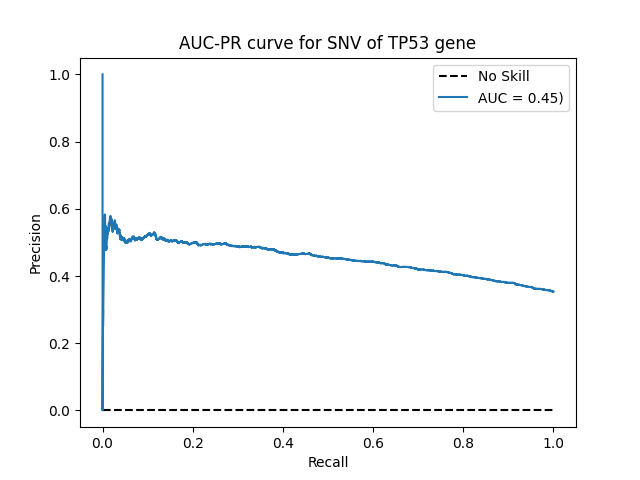 AUC-PR curve for SNV of TP53 gene
No Skill
AUC = 0.45)
1.0
0.8
0.6
0.4
0.2
0.0
Precision
0.0 0.2 0.4 0.6 0.8 1.0
Recall